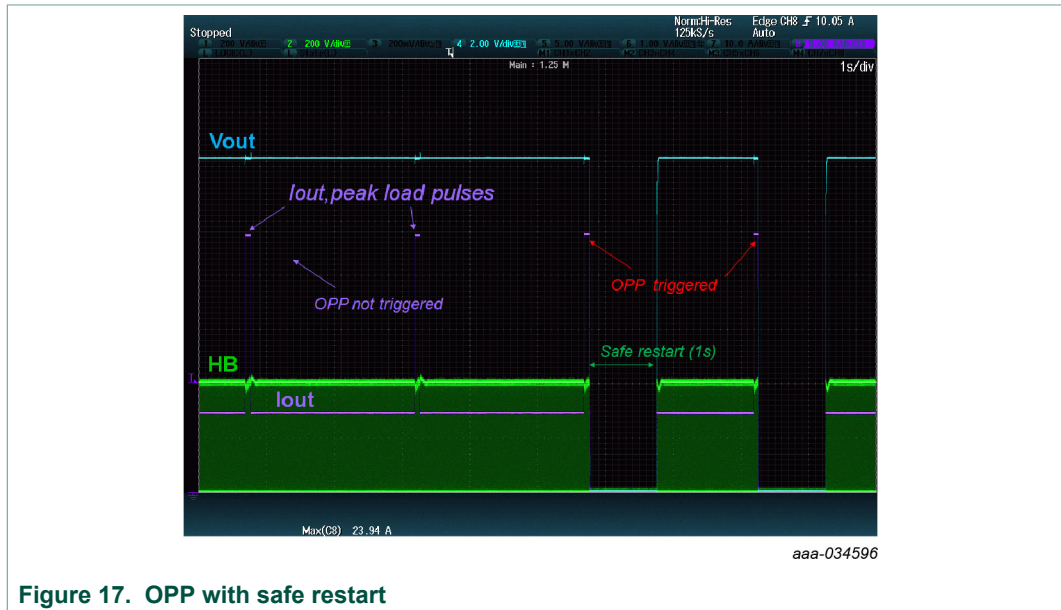 Stopped
Norm:Hi-Res
125kS/s
Edge CH8 10.05 A
Auto
2 200 V/div
4 2.00 V/div
Main : 1.25 M
1s/div
Vout
Iout,peak load pulses
OPP not triggered
OPP triggered
Safe restart (1s)
HB
Iout
Max(C8) 23.94 A
aaa-034596
Figure 17. OPP with safe restart